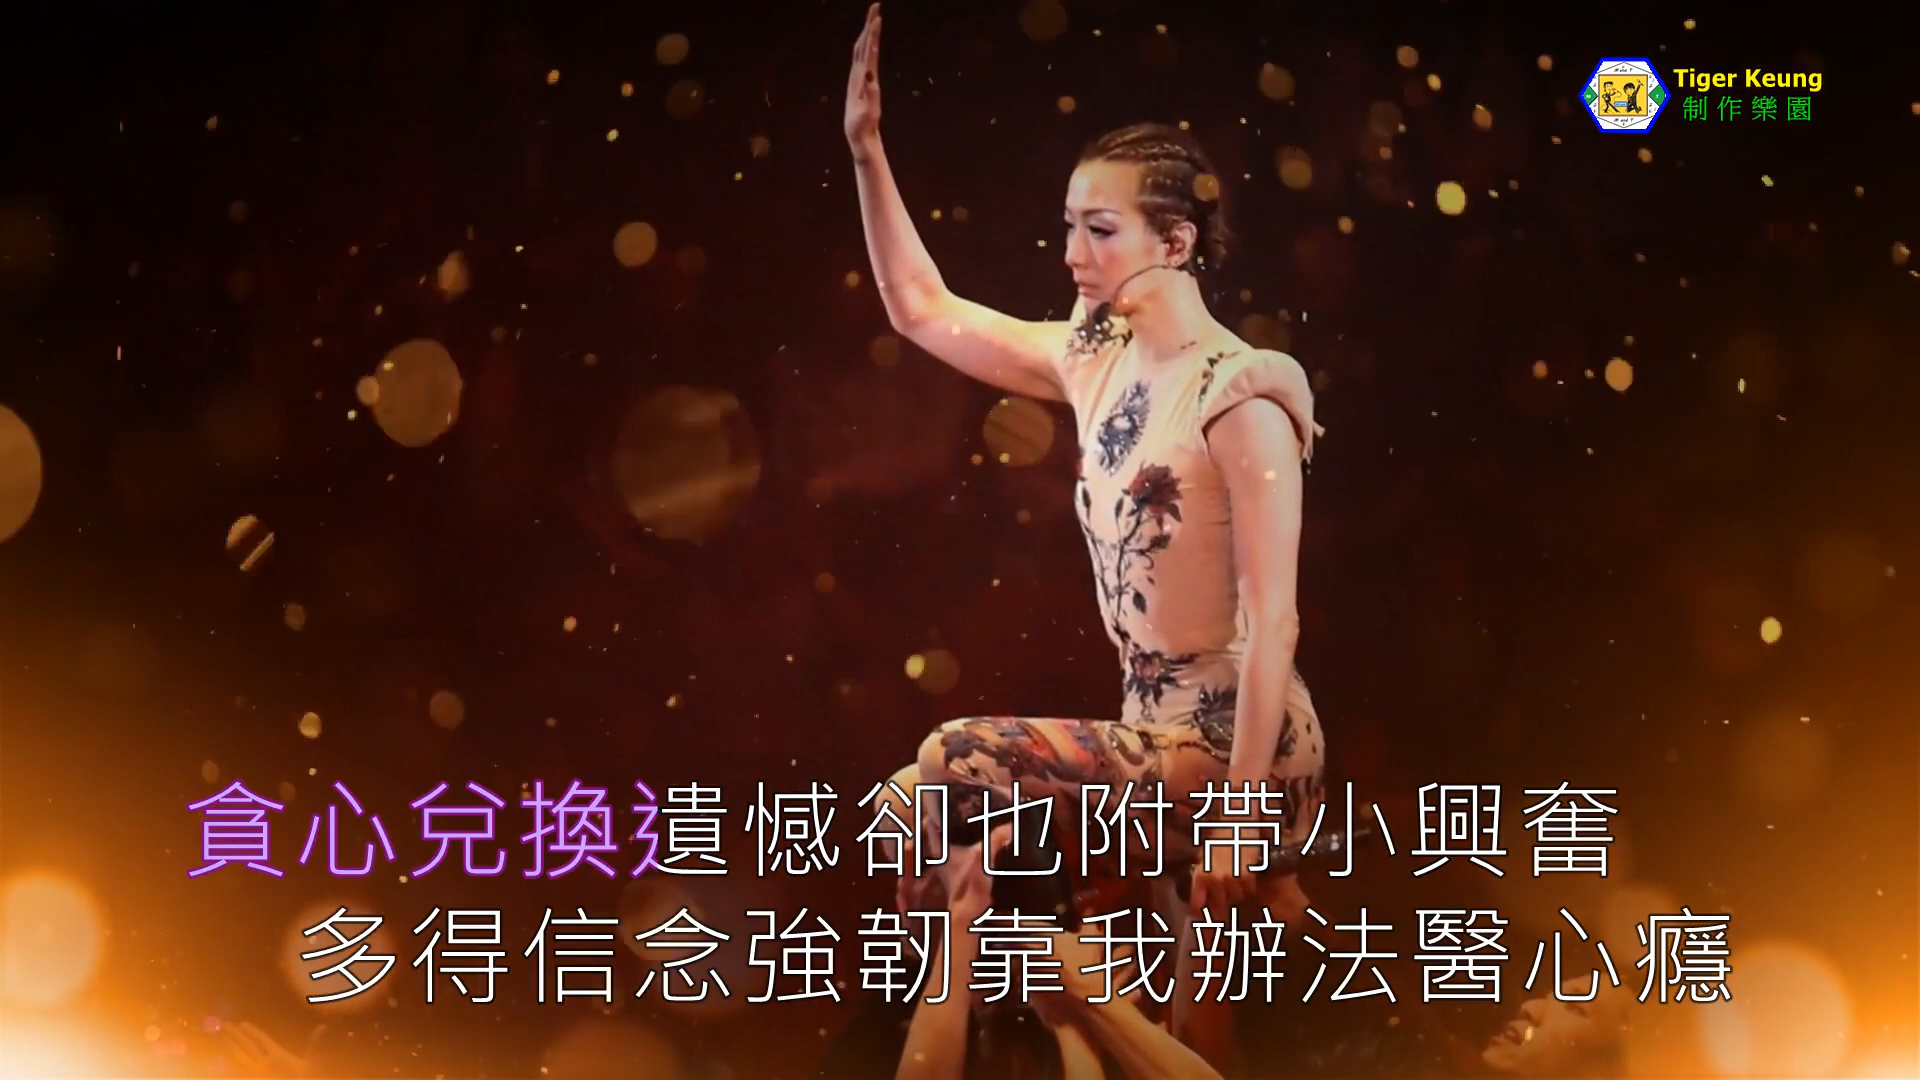 Tiger Keung
制作樂園
貪心兌換遺憾卻也附帶小興奮
多得信念強韌靠我辦法醫心癮